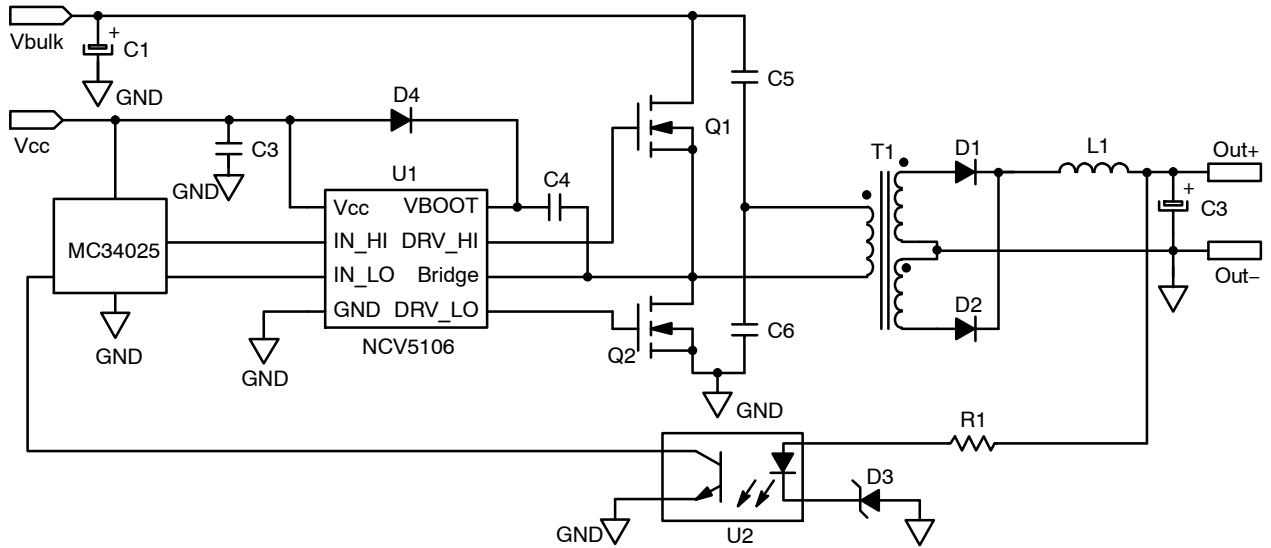 Vbulk
+
C1
GND
Vcc
C3
GND
D4
U1
C4
Vcc
VBOOT
IN_HI
DRV_HI
IN_LO
Bridge
GND
DRV_LO
NCV5106
MC34025
GND
GND
Q1
Q2
C5
C6
GND
T1
D1
D2
L1
Out+
+
C3
Out−
R1
D3
GND
U2